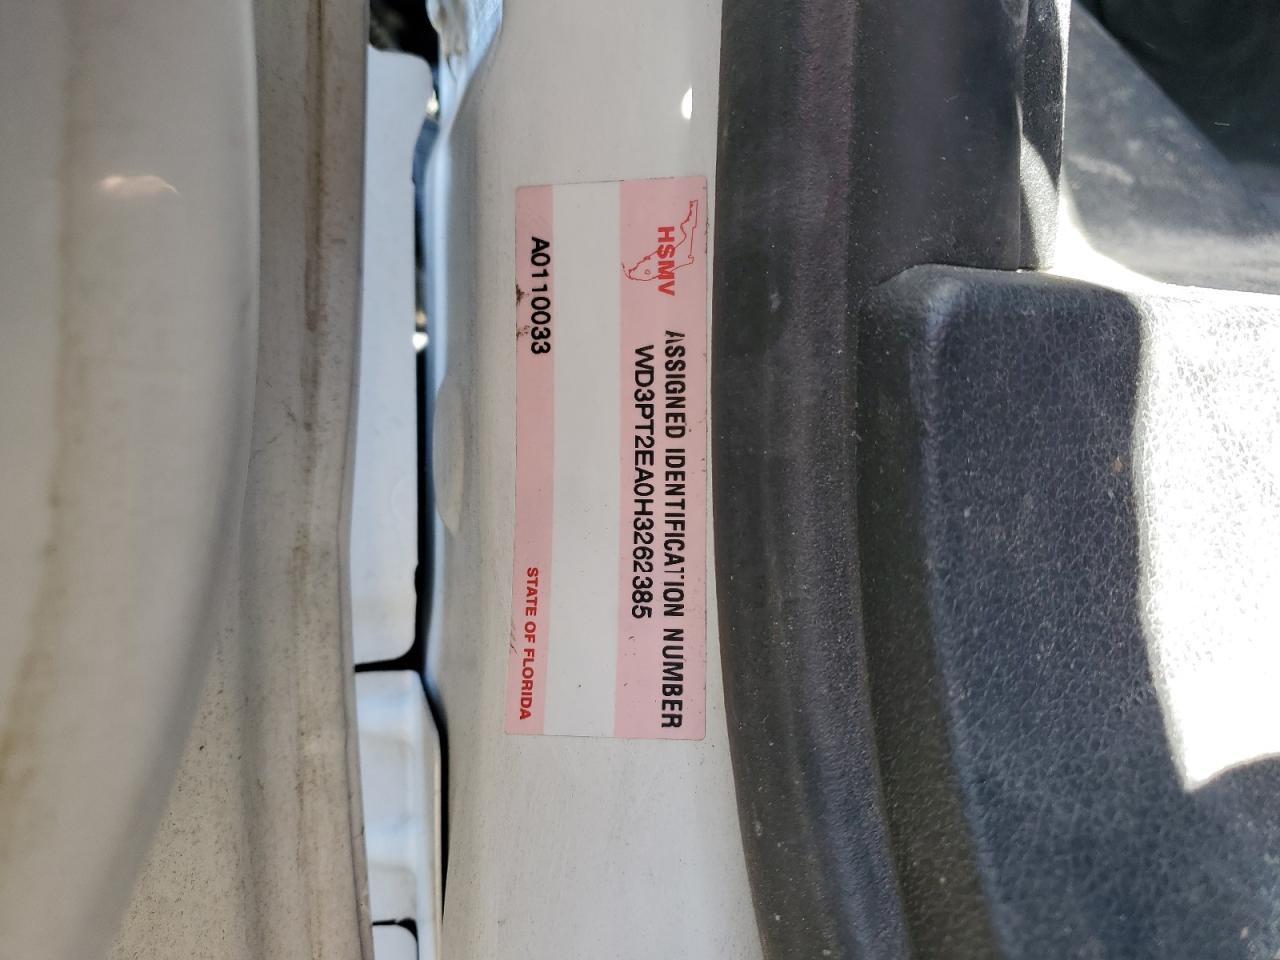 HSMV
ASSIGNED IDENTIFICATION NUMBER
WD3PT2EA0H3262385
A0110033
STATE OF FLORIDA